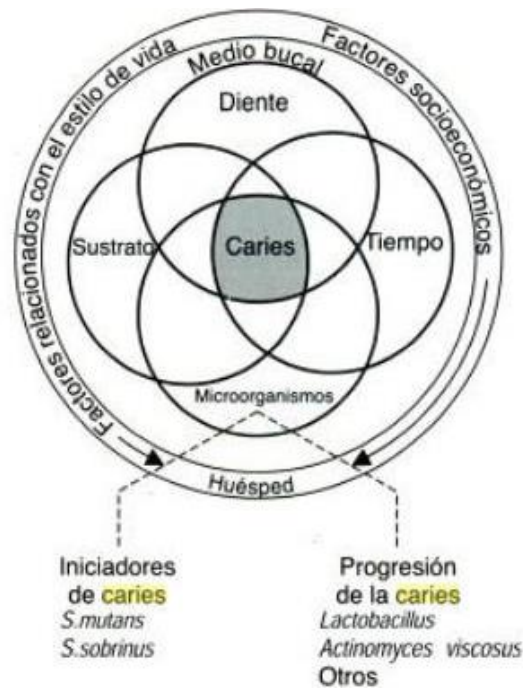 Factores relacionados con el estilo de vida
Factores socioeconómicos
Medio bucal
Diente
Sustrato
Caries
Tiempo
Microorganismos
Huésped
Iniciadores
de caries
S.mutans
S.sobrinus
Progresión
de la caries
Lactobacillus
Actinomyces viscosus
Otros